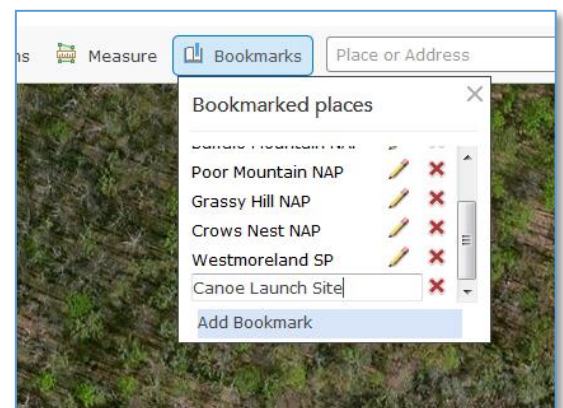 Measure Bookmarks Place or Address
Bookmarked places
Poor Mountain NAP
Grassy Hill NAP
Crows Nest NAP
Westmoreland SP
Canoe Launch Site
Add Bookmark